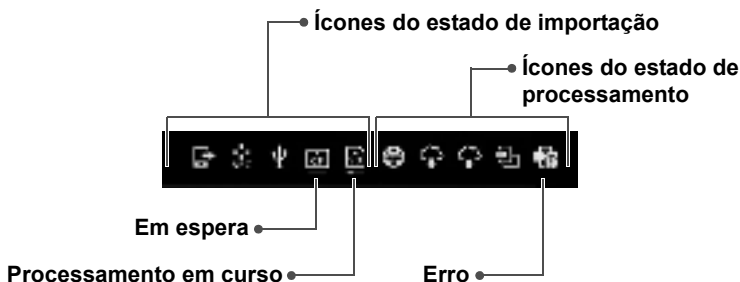 Ícones do estado de importação
Ícones do estado de
processamento
Em espera
Processamento em curso
Erro